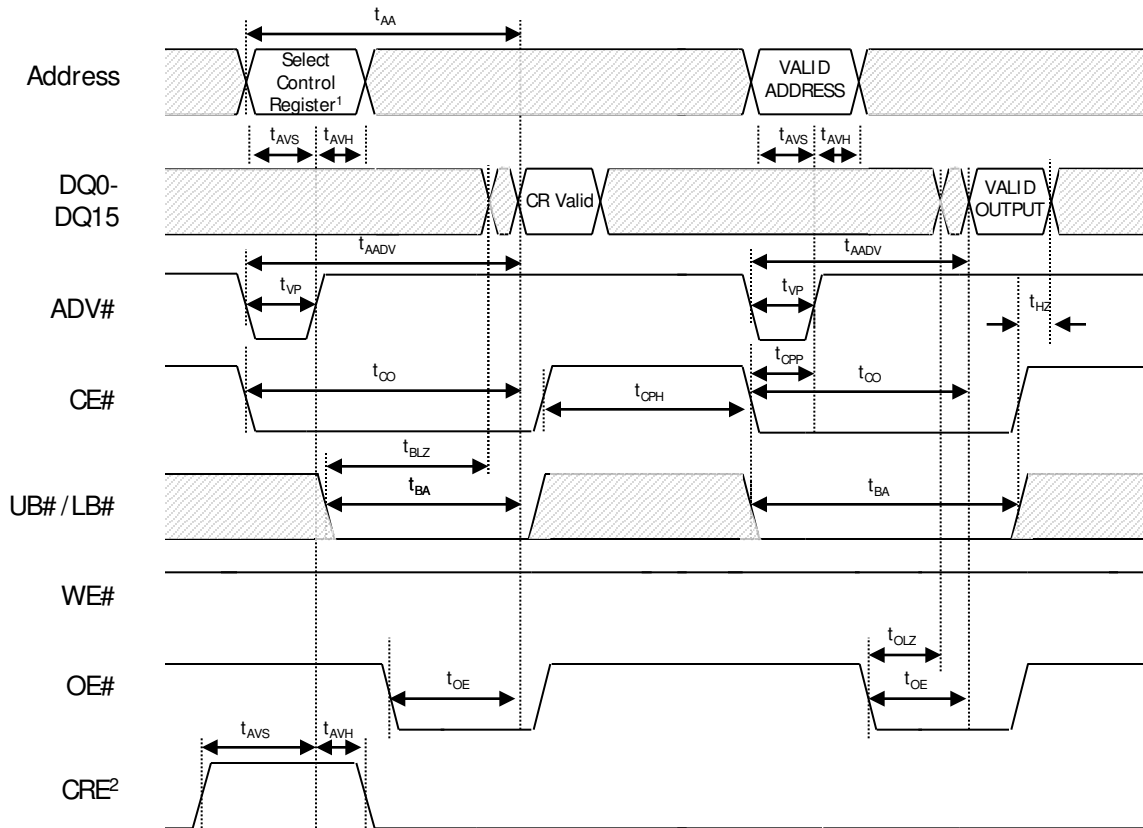 tAA
Address
Select
Control
Register¹
VALID
ADDRESS
tAVS
tAVH
tAVS
tAVH
DQ0-
DQ15
CR Valid
VALID
OUTPUT
tAADV
tAADV
ADV#
tVP
tVP
tHZ
CE#
tCO
tCPH
tCPP
tCO
tBLZ
UB# / LB#
tBA
tBA
WE#
tOLZ
OE#
tOE
tOE
tAVS
tAVH
CRE²